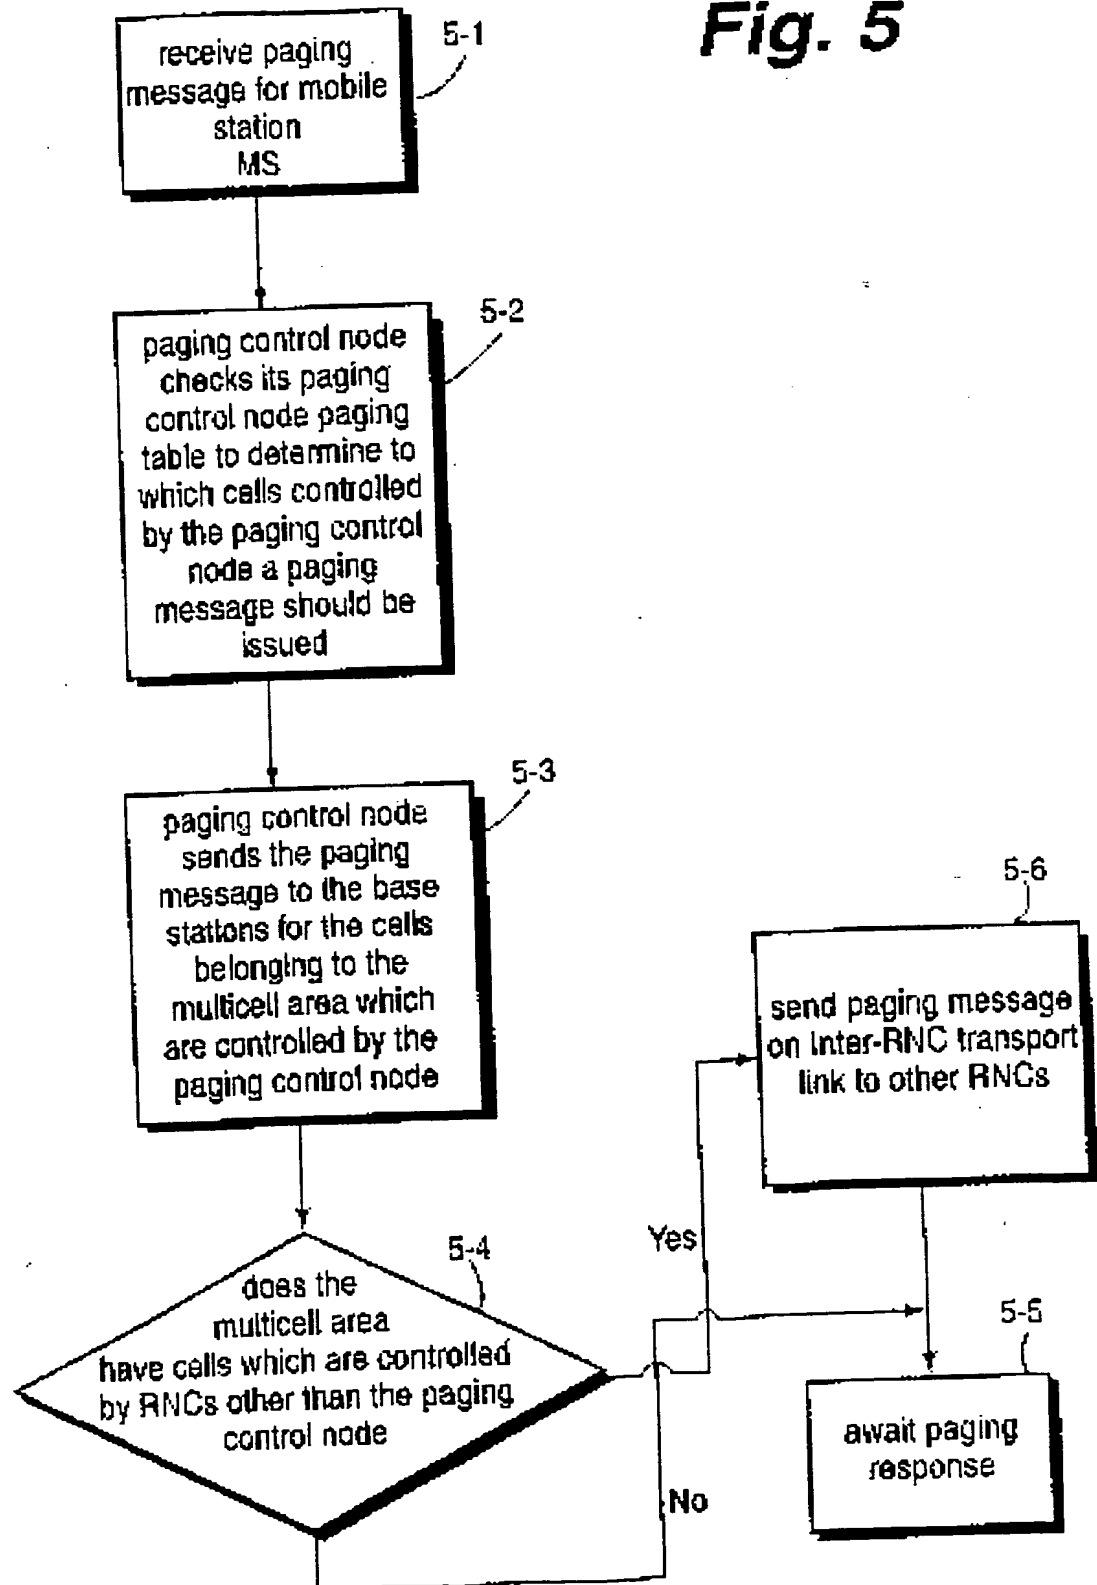 Fig. 5
5-1
receive paging
message for mobile
station
MS
5-2
paging control node
checks its paging
control node paging
table to determine to
which cells controlled
by the paging control
node a paging
message should be
issued
5-3
paging control node
sends the paging
message to the base
stations for the cells
belonging to the
multicell area which
are controlled by the
paging control node
5-4
does the
multicell area
have cells which are controlled
by RNCs other than the paging
control node
Yes
No
5-6
send paging message
on Inter-RNC transport
link to other RNCs
5-5
await paging
response